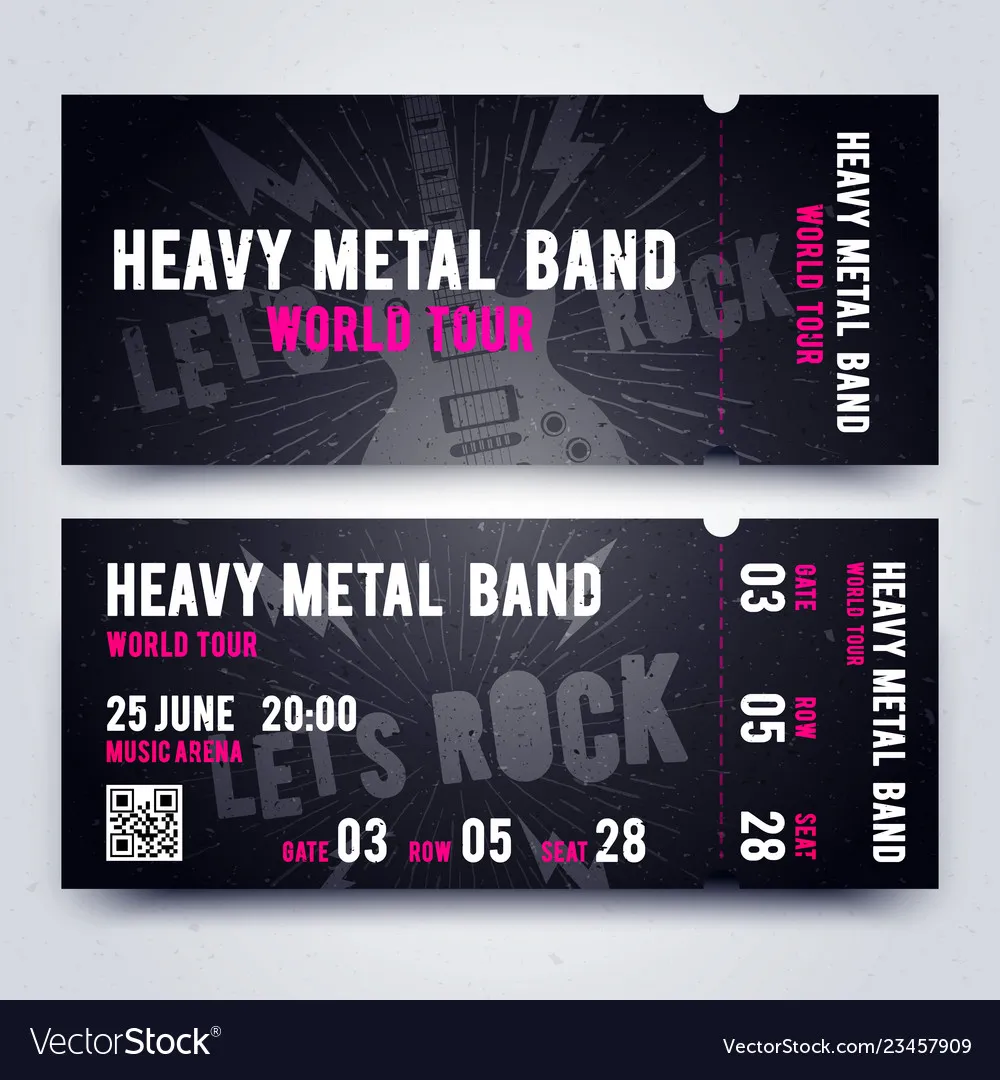 HEAVY METAL BAND
WORLD TOUR
LET'S ROCK
HEAVY METAL BAND
WORLD TOUR
HEAVY METAL BAND
WORLD TOUR
25 JUNE 20:00
MUSIC ARENA
LET'S ROCK
GATE 03 ROW 05 SEAT 28
GATE 03
ROW 05
SEAT 28
HEAVY METAL BAND
WORLD TOUR
VectorStock®
VectorStock.com/23457909